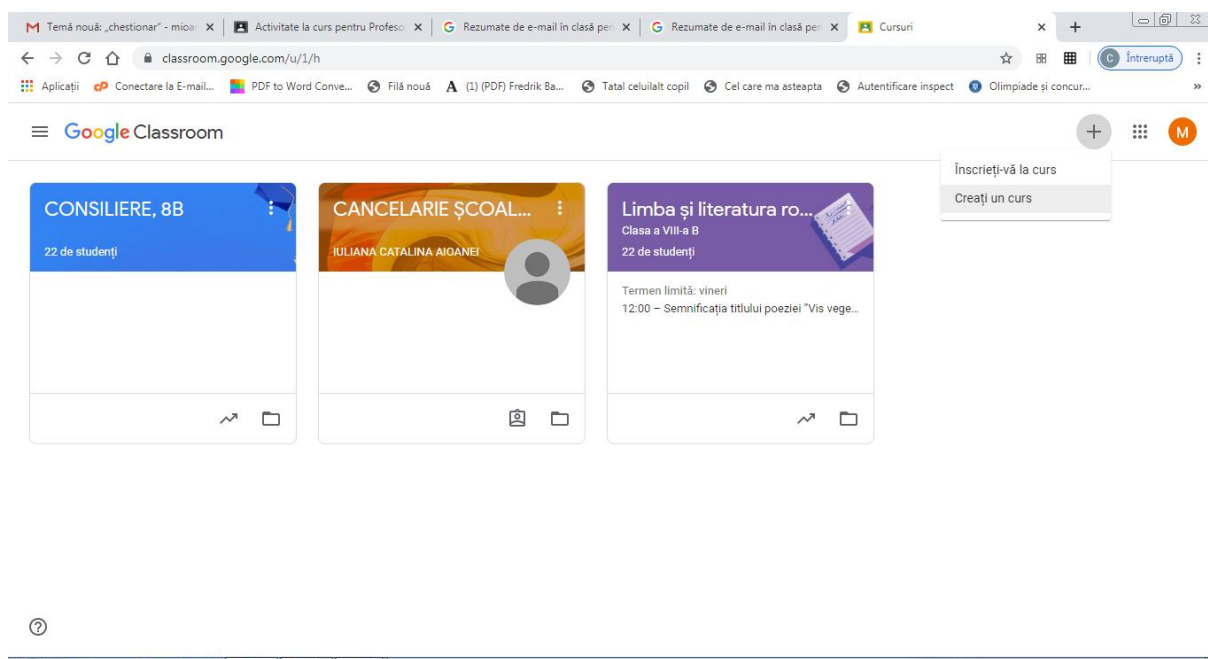 Temă nouă: „chestionar” - mioar
Activitate la curs pentru Profeso
Rezumate de e-mail în clasă pen
Rezumate de e-mail în clasă pen
Cursuri
classroom.google.com/u/1/h
C Întreruptă
Aplicații
cP Conectare la E-mail...
PDF to Word Conve...
Filă nouă
A (1) (PDF) Fredrik Ba...
Tatal celuilalt copil
Cel care ma asteapta
Autentificare inspect
Olimpiade și concur...
»
Google Classroom
M
Înscrieți-vă la curs
Creați un curs
CONSILIERE, 8B
22 de studenți
CANCELARIE ȘCOAL...
IULIANA CATALINA AIOANEI
Limba și literatura ro...
Clasa a VIII-a B
22 de studenți
Termen limită: vineri
12:00 – Semnificația titlului poeziei "Vis vege...